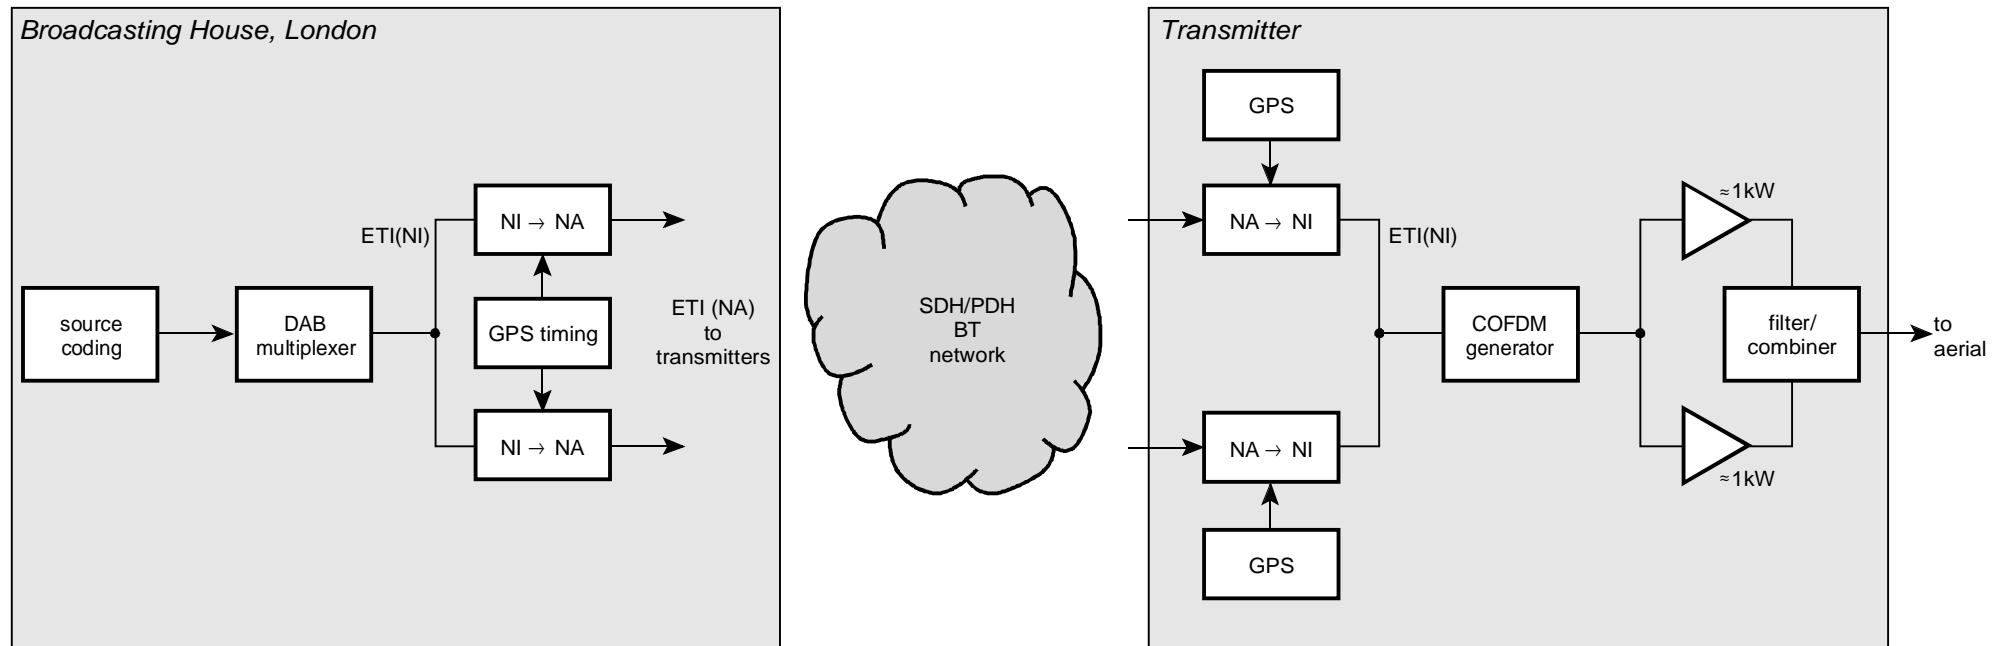 Broadcasting House, London
source
coding
DAB
multiplexer
ETI(NI)
NI → NA
GPS timing
NI → NA
ETI (NA)
to
transmitters
SDH/PDH
BT
network
Transmitter
GPS
NA → NI
ETI(NI)
NA → NI
GPS
COFDM
generator
≈1kW
≈1kW
filter/
combiner
to
aerial